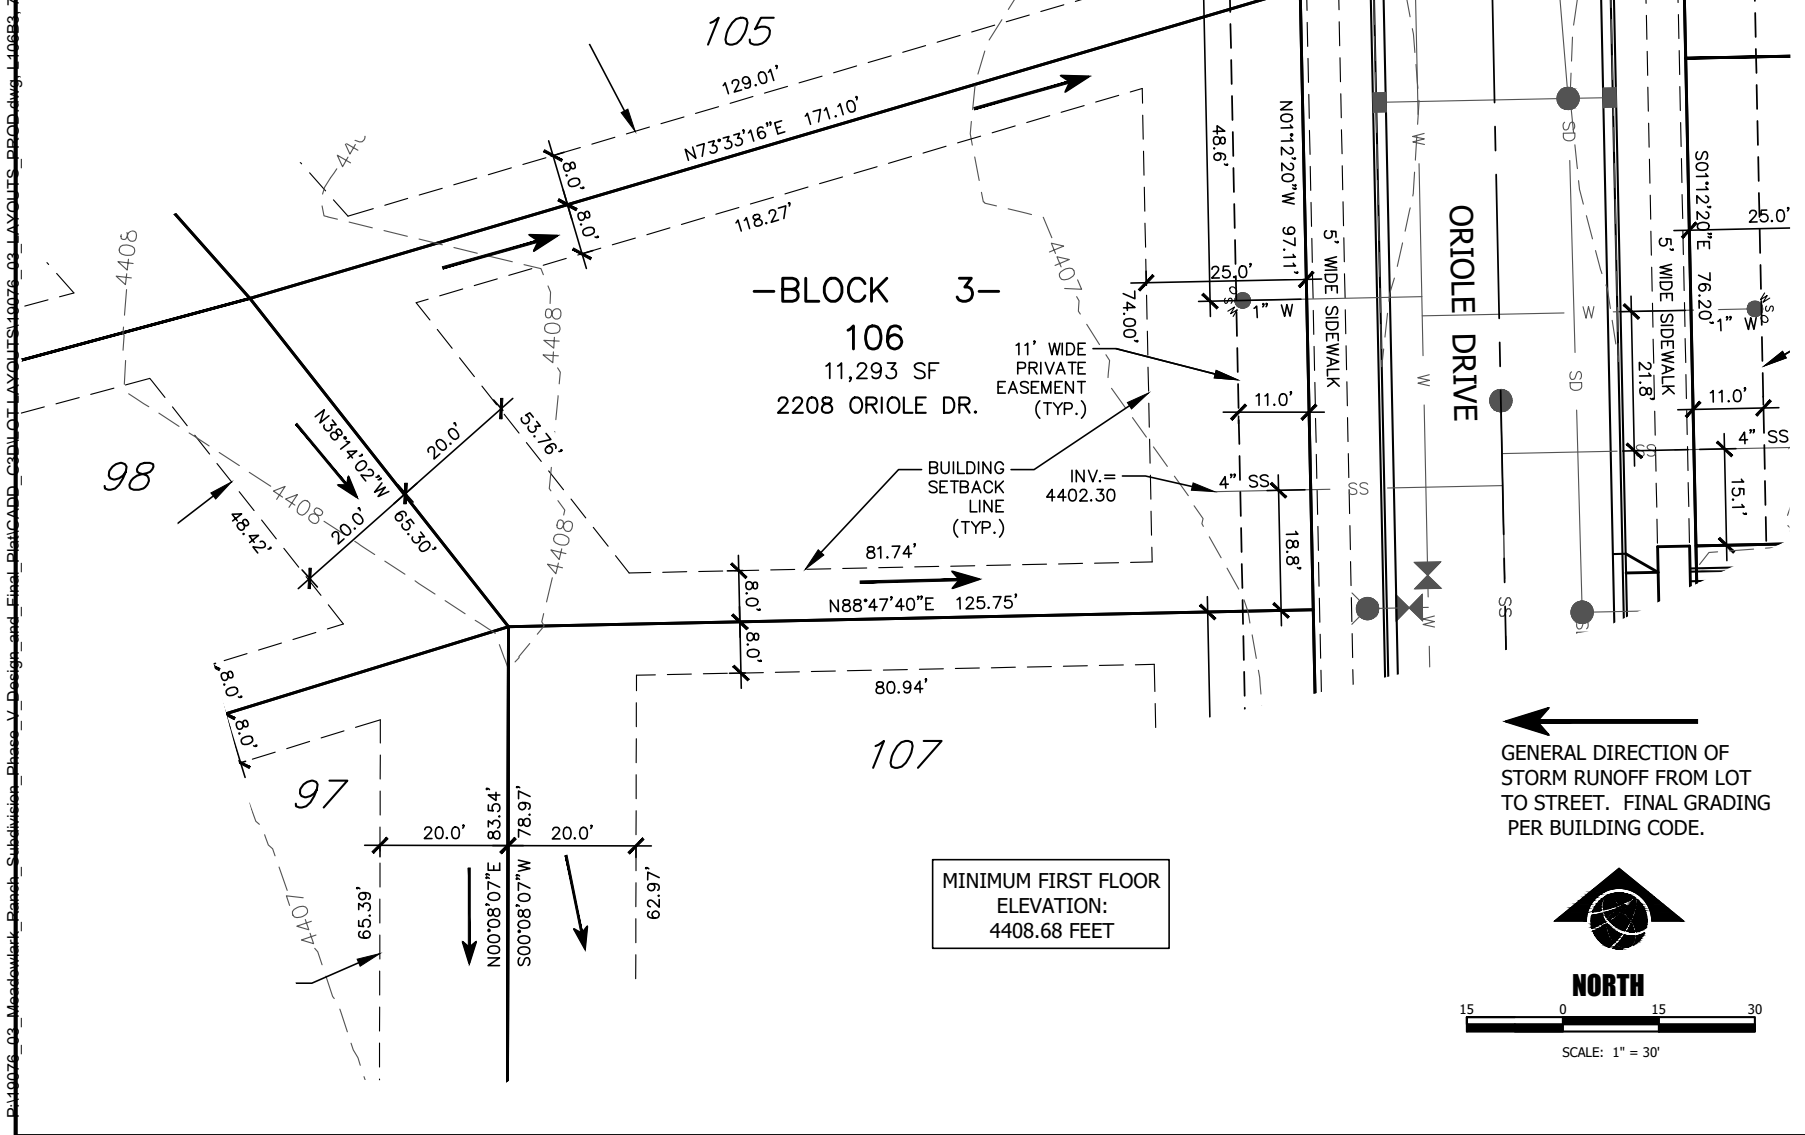 105
129.01'
N73°33'16"E 171.10'
8.0'
8.0'
118.27'
4408
4408
-BLOCK 3-
106
11,293 SF
2208 ORIOLE DR.
48.6'
N01°12'20"W 97.11'
5' WIDE SIDEWALK
25.0'
1" W
74.00'
4407
11' WIDE
PRIVATE
EASEMENT
(TYP.)
11.0'
BUILDING
SETBACK
LINE
(TYP.)
INV.=
4402.30
4" SS
SS
18.8'
W
W
W
W
SD
SD
SS
ORIOLE DRIVE
S01°12'20"E 76.20'
25.0'
5' WIDE SIDEWALK
1" W
21.8'
11.0'
4" SS
SS
15.1'
98
N38°14'02"W
65.30'
20.0'
20.0'
53.76'
48.42'
4408
4408
81.74'
8.0'
8.0'
N88°47'40"E 125.75'
80.94'
107
8.0'
8.0'
97
N00°08'07"E 83.54'
S00°08'07"W 78.97'
20.0'
20.0'
65.39'
62.97'
4407
MINIMUM FIRST FLOOR
ELEVATION:
4408.68 FEET
GENERAL DIRECTION OF
STORM RUNOFF FROM LOT
TO STREET. FINAL GRADING
PER BUILDING CODE.
NORTH
15 0 15 30
SCALE: 1" = 30'